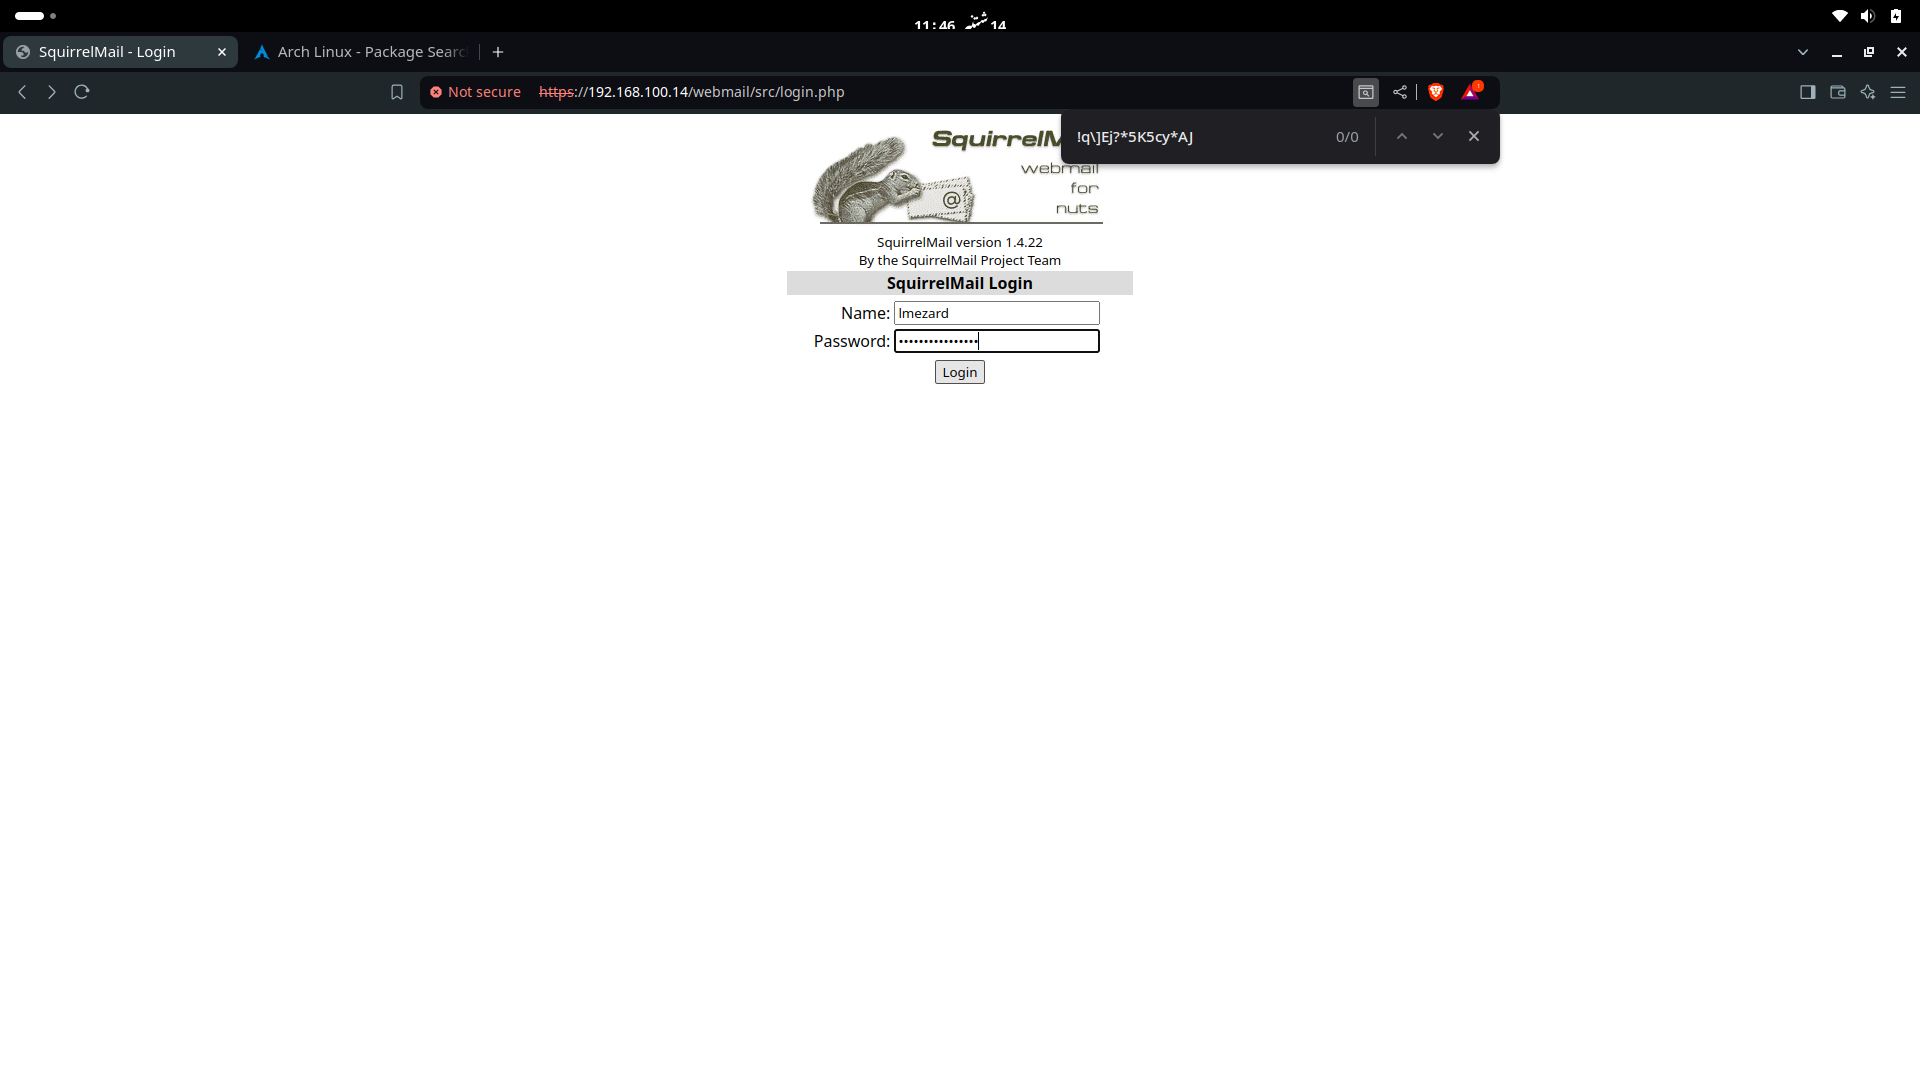 11:46 شتنبر 14
SquirrelMail - Login
Arch Linux - Package Searc
Not secure
https://192.168.100.14/webmail/src/login.php
!q\]Ej?*5K5cy*AJ
0/0
SquirrelM
webmail
for
nuts
@
SquirrelMail version 1.4.22
By the SquirrelMail Project Team
SquirrelMail Login
Name: lmezard
Password: ••••••••••••••••
Login